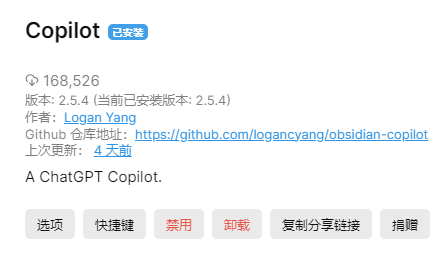 Copilot 已安装
168,526
版本: 2.5.4 (当前已安装版本: 2.5.4)
作者：Logan Yang
Github 仓库地址：https://github.com/logancyang/obsidian-copilot
上次更新： 4 天前
A ChatGPT Copilot.
选项 快捷键 禁用 卸载 复制分享链接 捐赠